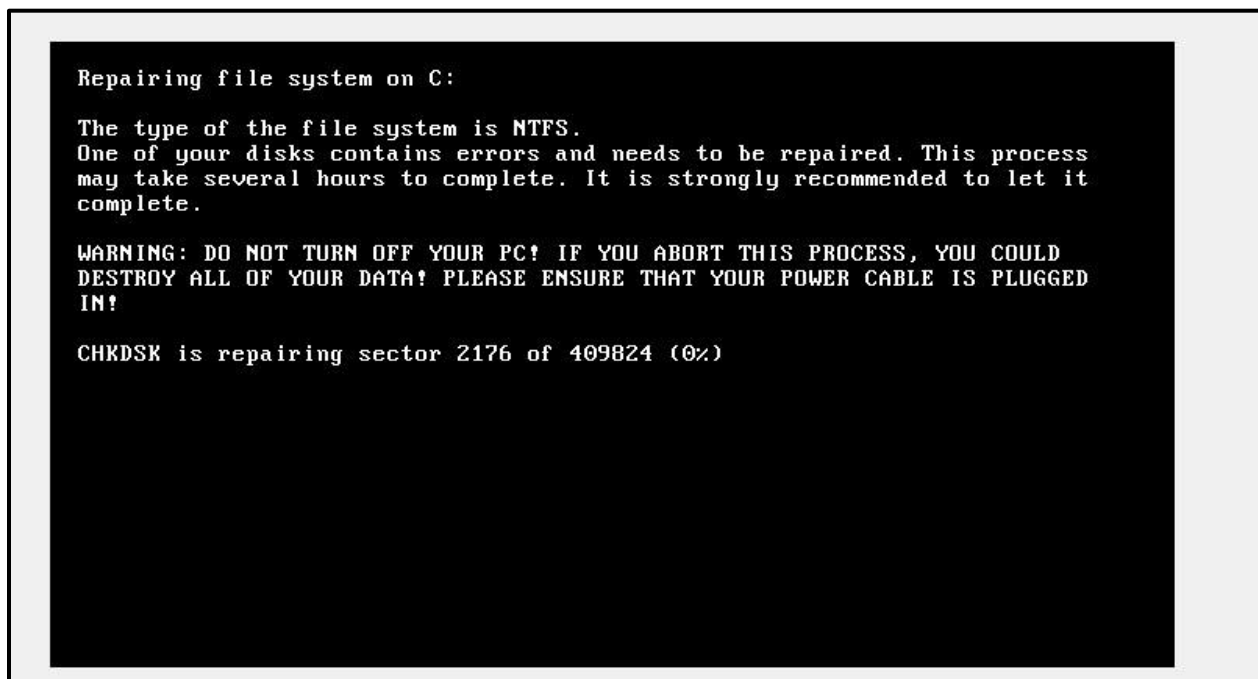 Repairing file system on C:
The type of the file system is NTFS.
One of your disks contains errors and needs to be repaired. This process
may take several hours to complete. It is strongly recommended to let it
complete.
WARNING: DO NOT TURN OFF YOUR PC! IF YOU ABORT THIS PROCESS, YOU COULD
DESTROY ALL OF YOUR DATA! PLEASE ENSURE THAT YOUR POWER CABLE IS PLUGGED
IN!
CHKDSK is repairing sector 2176 of 409824 (0%)